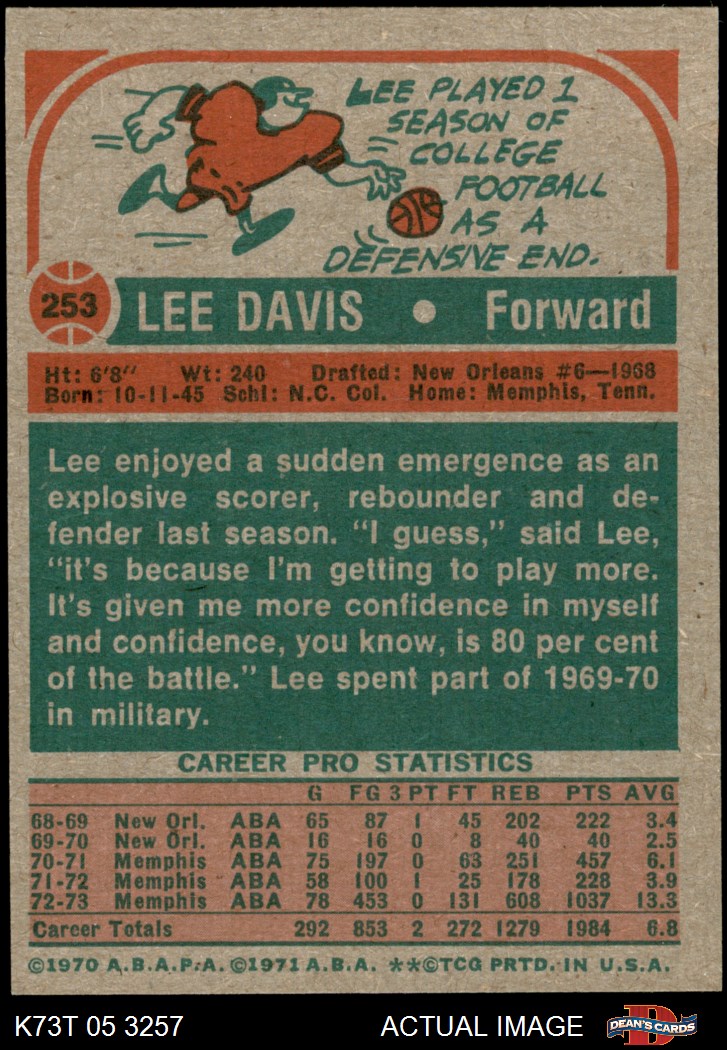 LEE PLAYED 1
SEASON OF
COLLEGE
FOOTBALL
AS A
DEFENSIVE END.
253 LEE DAVIS • Forward
Ht: 6'8" Wt: 240 Drafted: New Orleans #6—1968
Born: 10-11-45 Schl: N.C. Col. Home: Memphis, Tenn.
Lee enjoyed a sudden emergence as an
explosive scorer, rebounder and de-
fender last season. "I guess," said Lee,
"it's because I'm getting to play more.
It's given me more confidence in myself
and confidence, you know, is 80 per cent
of the battle." Lee spent part of 1969-70
in military.
CAREER PRO STATISTICS
G FG 3 PT FT REB PTS AVG
68-69 New Orl. ABA 65 87 1 45 202 222 3.4
69-70 New Orl. ABA 16 16 0 8 40 40 2.5
70-71 Memphis ABA 75 197 0 63 251 457 6.1
71-72 Memphis ABA 58 100 1 25 178 228 3.9
72-73 Memphis ABA 78 453 0 131 608 1037 13.3
Career Totals 292 853 2 272 1279 1984 6.8
©1970 A.B.A.P.A. ©1971 A.B.A. **©TCG PRTD. IN U.S.A.
K73T 05 3257 ACTUAL IMAGE DEAN'S CARDS